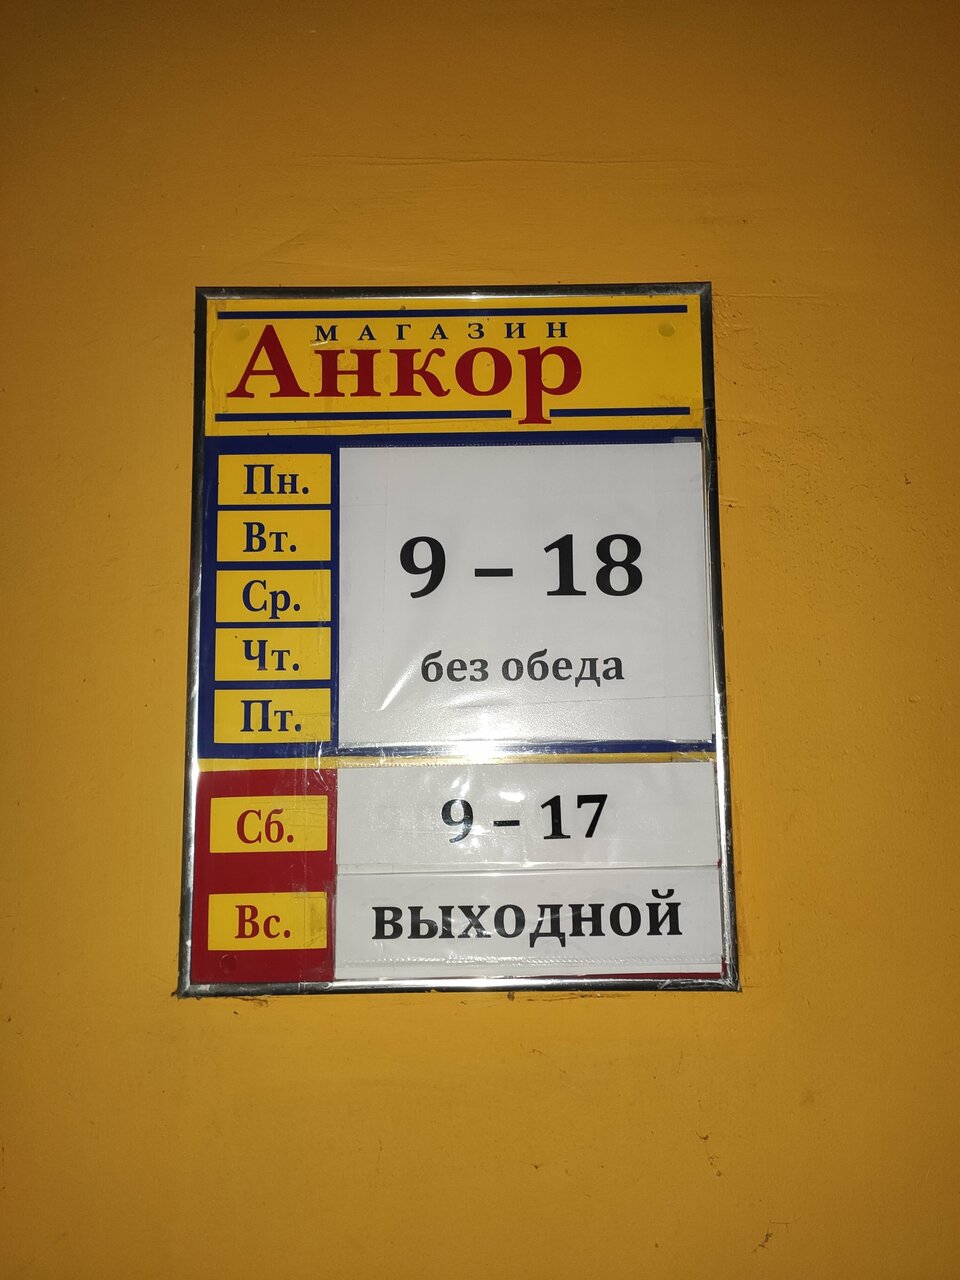 МАГАЗИН
Анкор
Пн.
Вт.
Ср.
Чт.
Пт.
9 – 18
без обеда
Сб.
9 – 17
Вс.
выходной